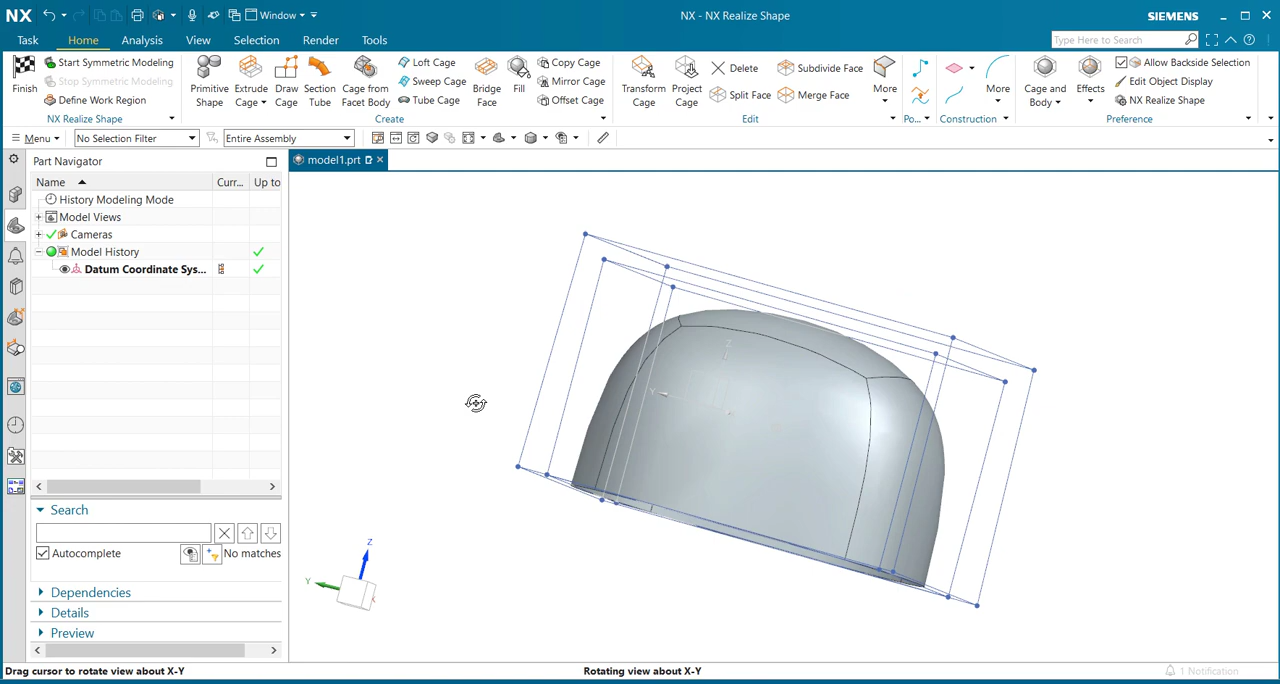 NX
Window
NX - NX Realize Shape
SIEMENS
Task
Home
Analysis
View
Selection
Render
Tools
Type Here to Search
Finish
Start Symmetric Modeling
Stop Symmetric Modeling
Define Work Region
NX Realize Shape
Primitive Shape
Extrude Cage
Draw Cage
Section Tube
Cage from Facet Body
Loft Cage
Sweep Cage
Tube Cage
Bridge Face
Fill
Copy Cage
Mirror Cage
Offset Cage
Create
Transform Cage
Project Cage
Delete
Split Face
Subdivide Face
Merge Face
More
Edit
Po...
More
Construction
Cage and Body
Effects
Allow Backside Selection
Edit Object Display
NX Realize Shape
Preference
Menu
No Selection Filter
Entire Assembly
Part Navigator
model1.prt
Name
Curr...
Up to
History Modeling Mode
Model Views
Cameras
Model History
Datum Coordinate Sys...
Search
Autocomplete
No matches
Dependencies
Details
Preview
Z
Y
Z
Y
X
Drag cursor to rotate view about X-Y
Rotating view about X-Y
1 Notification